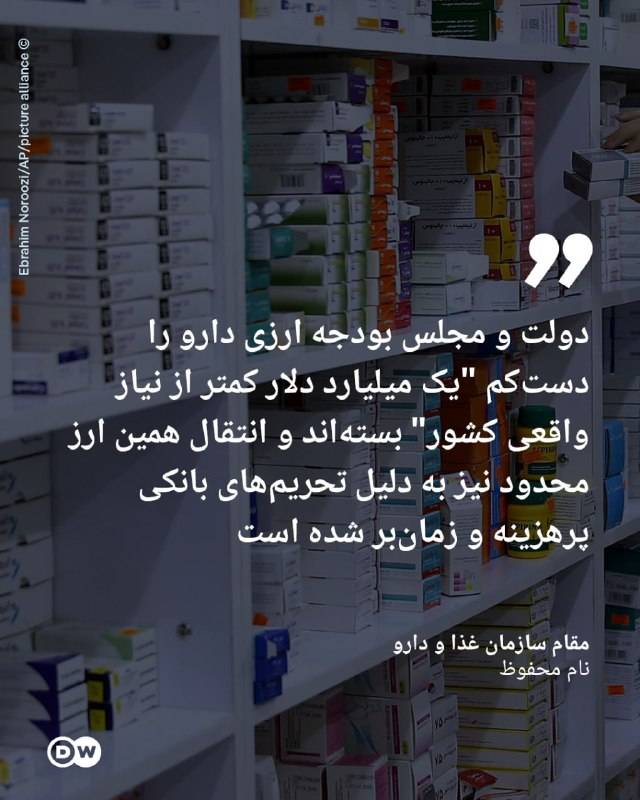 Ebrahim Noroozi/AP/picture alliance ©
دولت و مجلس بودجه ارزی دارو را
دست‌کم "یک میلیارد دلار کمتر از نیاز
واقعی کشور" بسته‌اند و انتقال همین ارز
محدود نیز به دلیل تحریم‌های بانکی
پرهزینه و زمان‌بر شده است
مقام سازمان غذا و دارو
نام محفوظ
DW